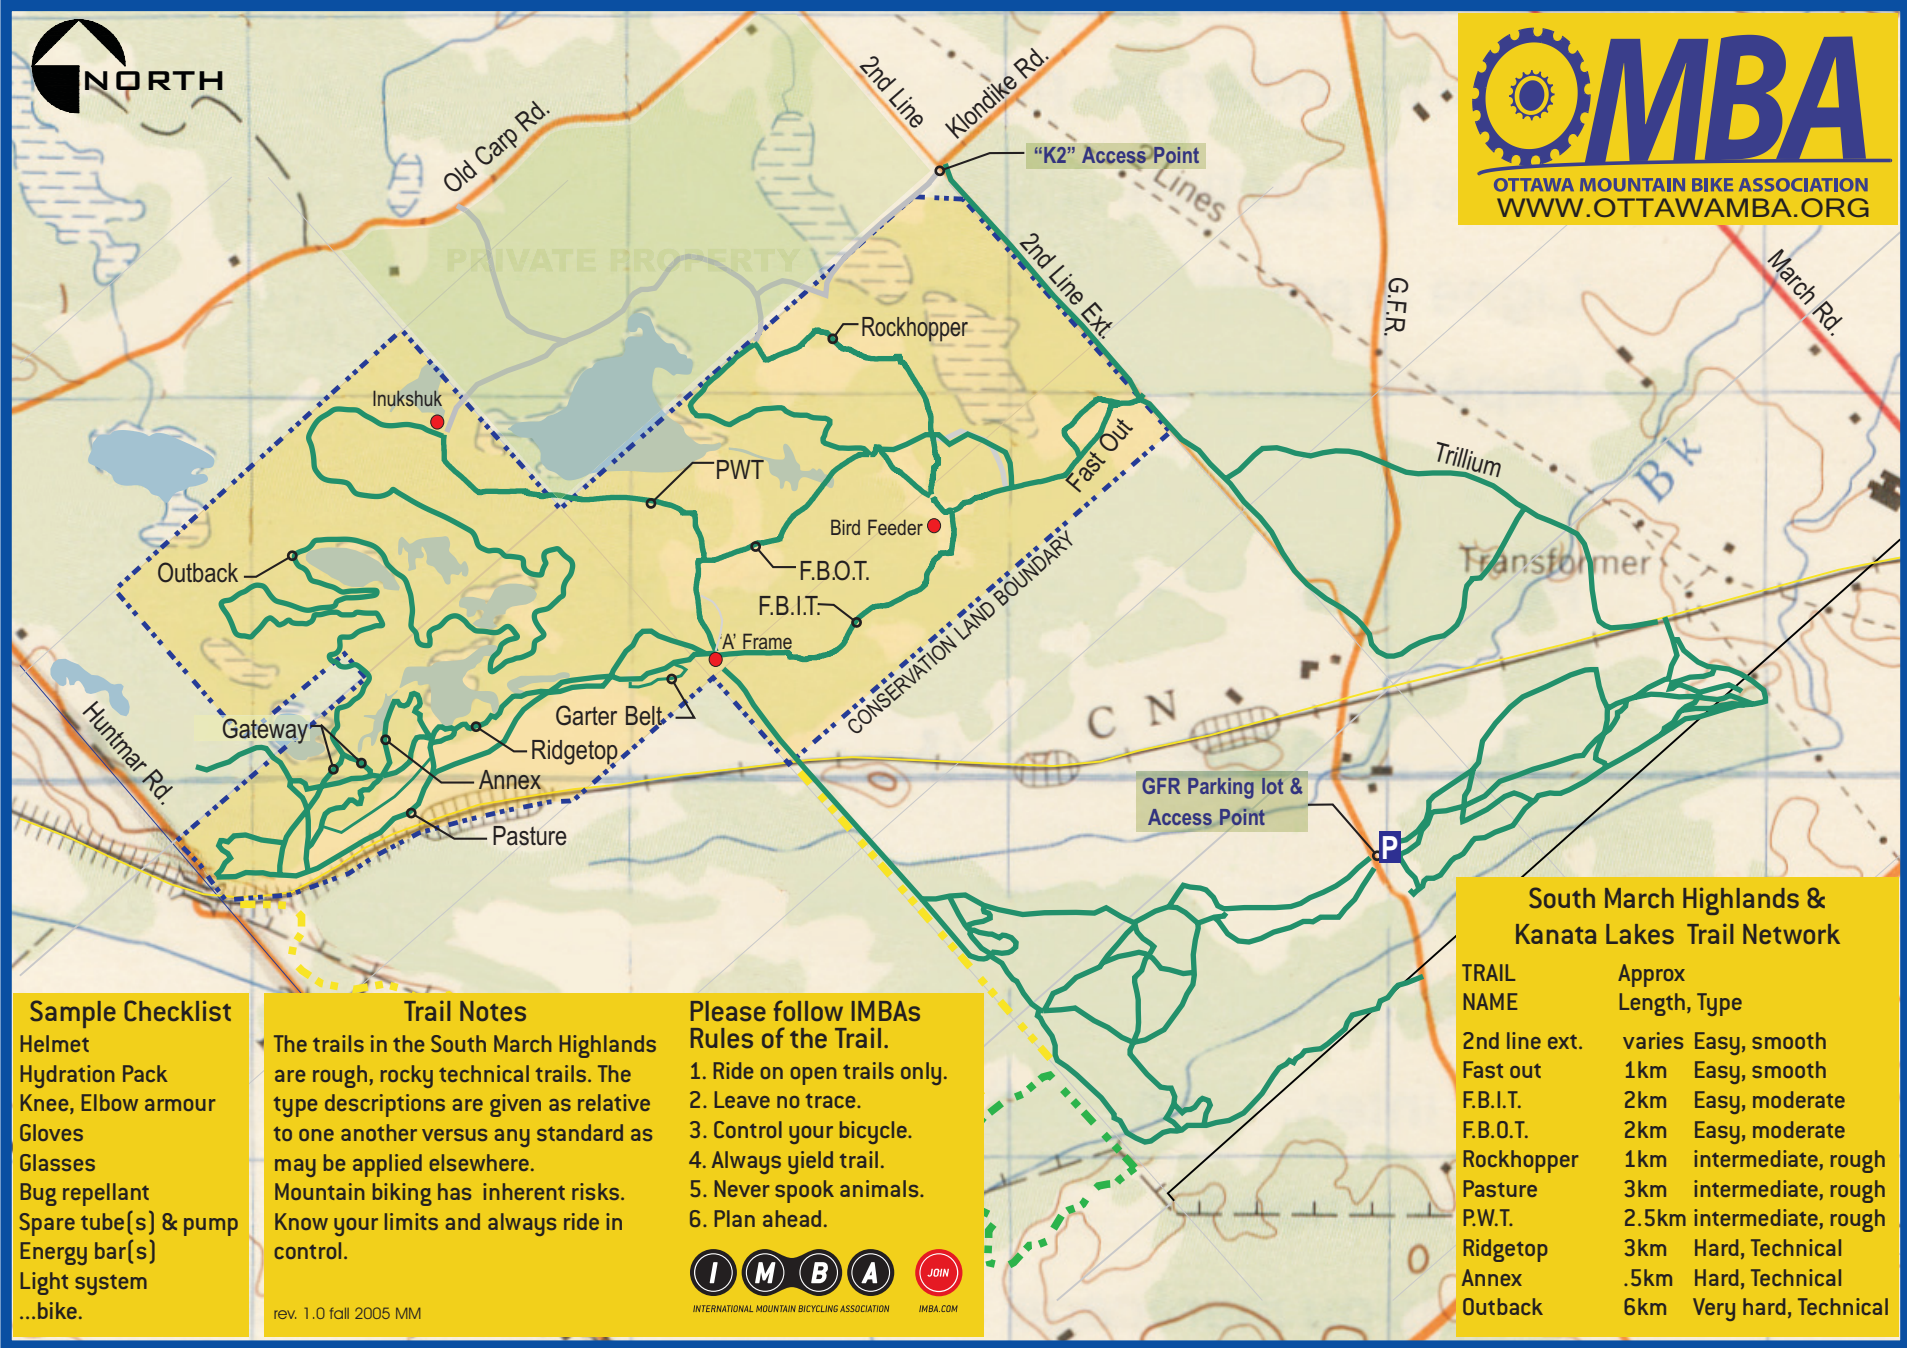 NORTH
Old Carp Rd.
2nd Line
Klondike Rd.
"K2" Access Point
2 Lines
MBA
OTTAWA MOUNTAIN BIKE ASSOCIATION
WWW.OTTAWAMBA.ORG
PRIVATE PROPERTY
2nd Line Ext.
G.F.R.
March Rd.
Rockhopper
Inukshuk
PWT
Fast Out
Trillium
Bk
Bird Feeder
Outback
F.B.O.T.
F.B.I.T.
Transformer
'A' Frame
CONSERVATION LAND BOUNDARY
Huntmar Rd.
Gateway
Garter Belt
Ridgetop
Annex
Pasture
C N
GFR Parking lot &
Access Point
P
Sample Checklist
Helmet
Hydration Pack
Knee, Elbow armour
Gloves
Glasses
Bug repellant
Spare tube(s) & pump
Energy bar(s)
Light system
...bike.
Trail Notes
The trails in the South March Highlands
are rough, rocky technical trails. The
type descriptions are given as relative
to one another versus any standard as
may be applied elsewhere.
Mountain biking has inherent risks.
Know your limits and always ride in
control.
rev. 1.0 fall 2005 MM
Please follow IMBAs
Rules of the Trail.
1. Ride on open trails only.
2. Leave no trace.
3. Control your bicycle.
4. Always yield trail.
5. Never spook animals.
6. Plan ahead.
I M B A
JOIN
INTERNATIONAL MOUNTAIN BICYCLING ASSOCIATION
IMBA.COM
South March Highlands &
Kanata Lakes Trail Network
TRAIL Approx
NAME Length, Type
2nd line ext. varies Easy, smooth
Fast out 1km Easy, smooth
F.B.I.T. 2km Easy, moderate
F.B.O.T. 2km Easy, moderate
Rockhopper 1km intermediate, rough
Pasture 3km intermediate, rough
P.W.T. 2.5km intermediate, rough
Ridgetop 3km Hard, Technical
Annex .5km Hard, Technical
Outback 6km Very hard, Technical